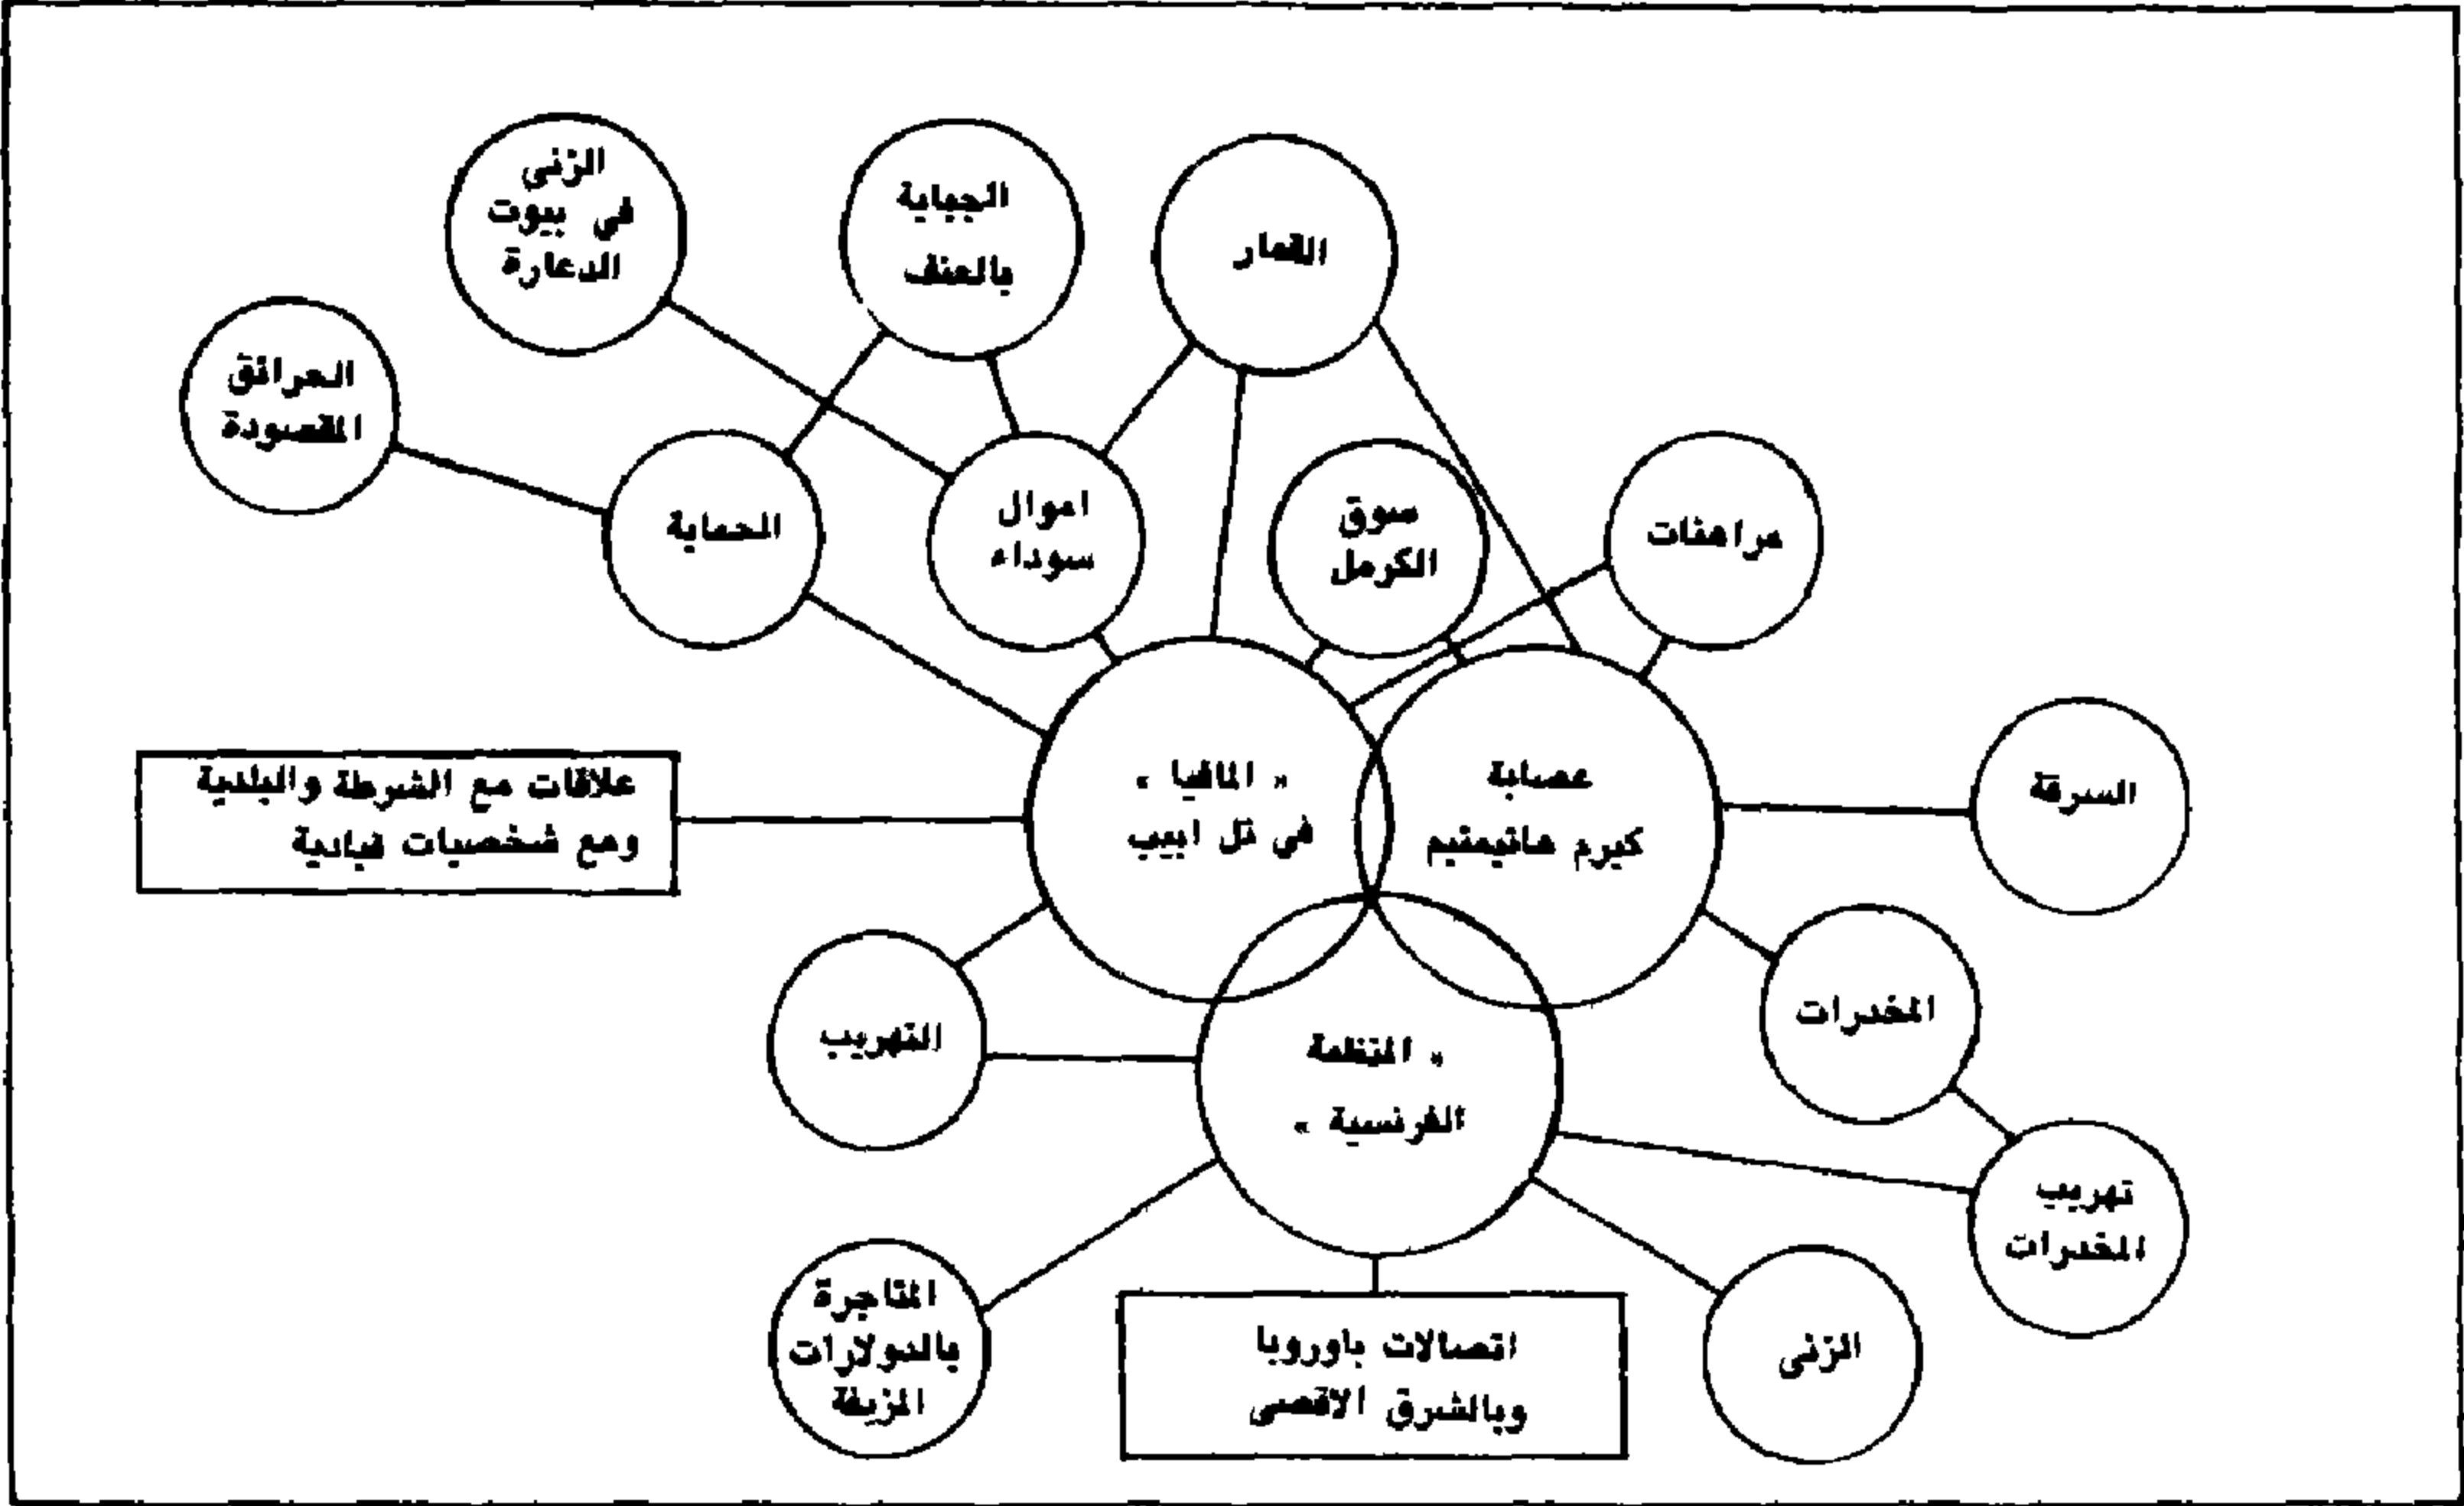 الزنى
في بيوت
الدعارة
الجباية
بالعنف
القمار
الحرائق
المقصودة
الحماية
اموال
سوداء
سوق
الكرمل
مراهنات
« المافيا »
في تل ابيب
عصابة
كيرم هاتيمنيم
السرقة
علاقات مع الشرطة والبلدية
ومع شخصيات قيادية
التهريب
« المنظمة
الفرنسية »
المخدرات
تهريب
المخدرات
المتاجرة
بالدولارات
المزيفة
اتصالات باوروبا
وبالشرق الاقصى
الزنى